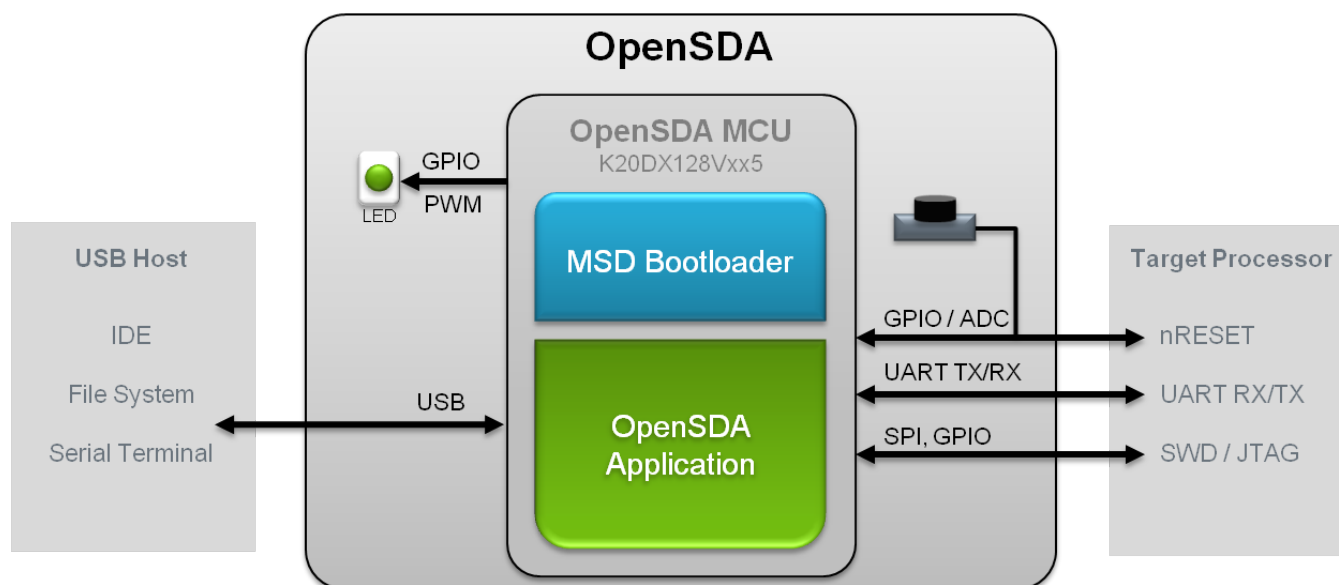 OpenSDA
OpenSDA MCU
K20DX128Vxx5
GPIO
PWM
LED
MSD Bootloader
USB Host
IDE
File System
Serial Terminal
USB
OpenSDA
Application
GPIO / ADC
UART TX/RX
SPI, GPIO
Target Processor
nRESET
UART RX/TX
SWD / JTAG